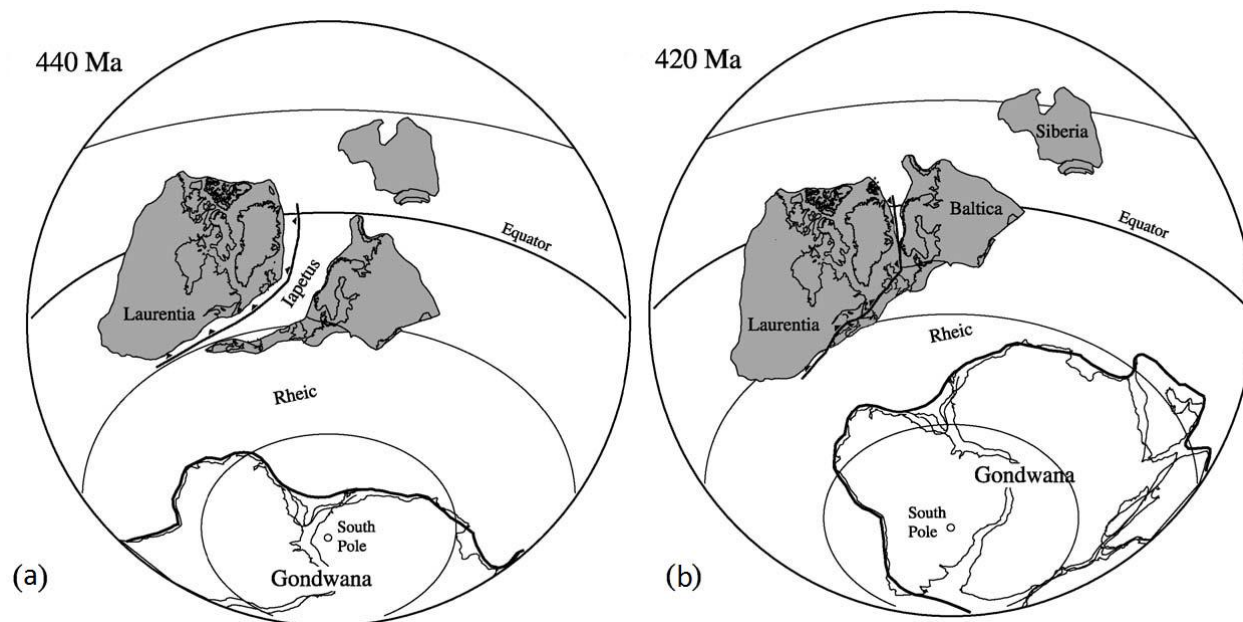 440 Ma
Equator
Iapetus
Laurentia
Rheic
South
Pole
Gondwana
(a)
420 Ma
Siberia
Baltica
Equator
Laurentia
Rheic
Gondwana
South
Pole
(b)